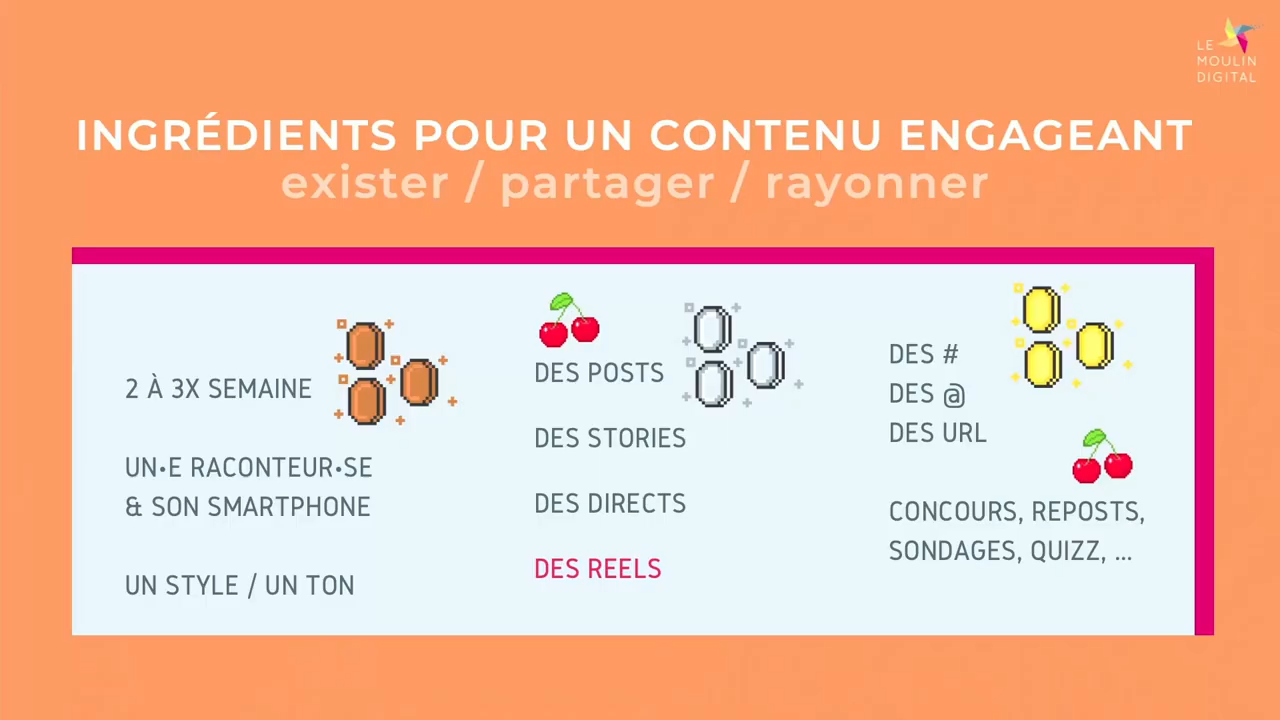 LE
MOULIN
DIGITAL
INGRÉDIENTS POUR UN CONTENU ENGAGEANT
exister / partager / rayonner
2 À 3X SEMAINE
UN•E RACONTEUR•SE
& SON SMARTPHONE
UN STYLE / UN TON
DES POSTS
DES STORIES
DES DIRECTS
DES REELS
DES #
DES @
DES URL
CONCOURS, REPOSTS,
SONDAGES, QUIZZ, ...